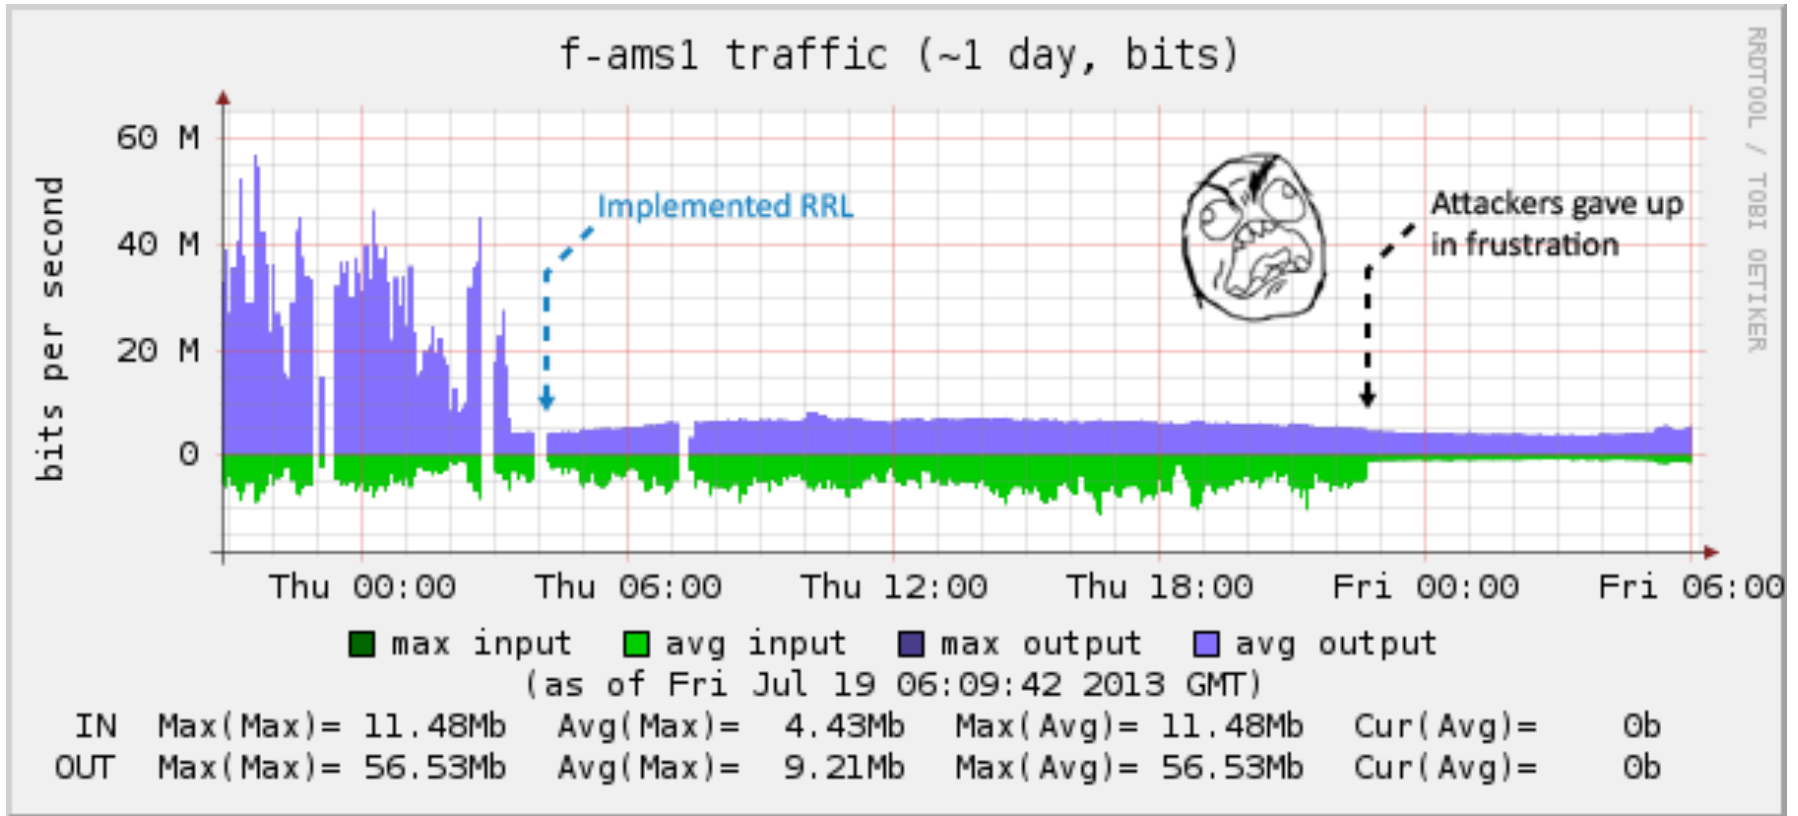 f-ams1 traffic (~1 day, bits)
RRDTOOL / TOBI OETIKER
bits per second
60 M
40 M
20 M
0
Implemented RRL
Attackers gave up
in frustration
Thu 00:00 Thu 06:00 Thu 12:00 Thu 18:00 Fri 00:00 Fri 06:00
max input avg input max output avg output
(as of Fri Jul 19 06:09:42 2013 GMT)
IN Max(Max)= 11.48Mb Avg(Max)= 4.43Mb Max(Avg)= 11.48Mb Cur(Avg)= 0b
OUT Max(Max)= 56.53Mb Avg(Max)= 9.21Mb Max(Avg)= 56.53Mb Cur(Avg)= 0b